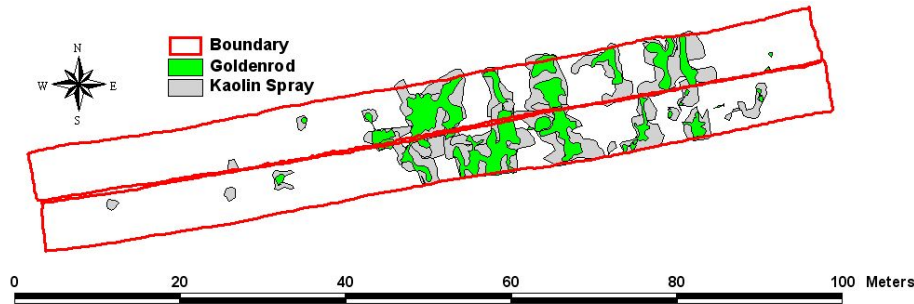 N
W E
S
Boundary
Goldenrod
Kaolin Spray
0 20 40 60 80 100 Meters